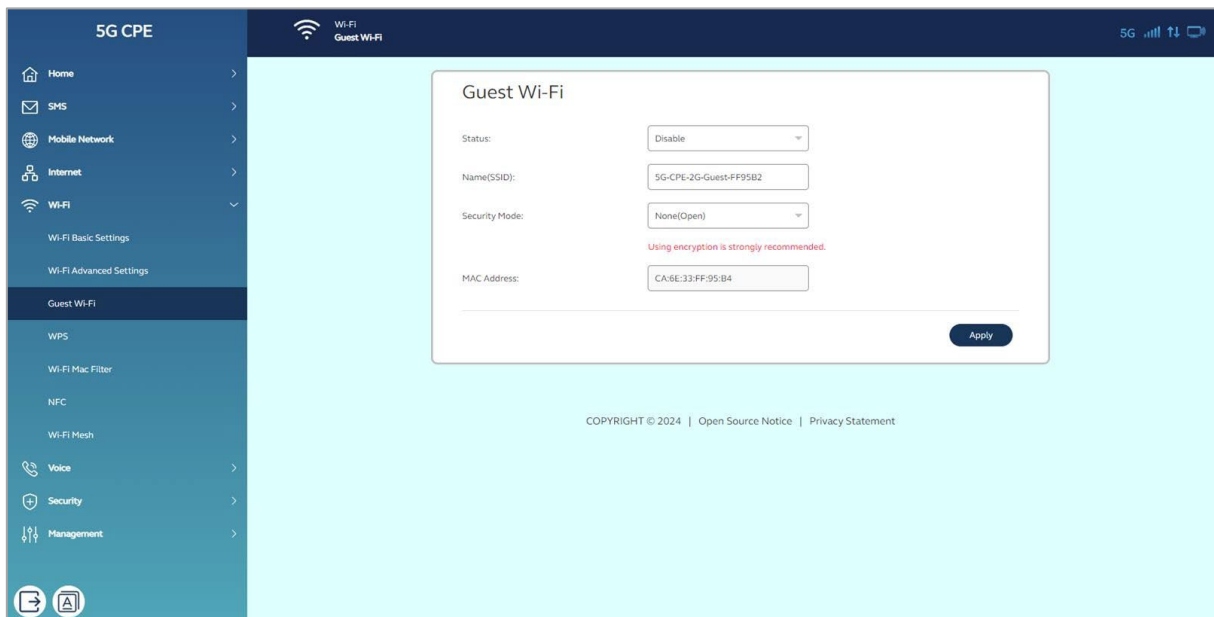 5G CPE
Wi-Fi
Guest Wi-Fi
5G
Home
SMS
Mobile Network
Internet
Wi-Fi
Wi-Fi Basic Settings
Wi-Fi Advanced Settings
Guest Wi-Fi
WPS
Wi-Fi Mac Filter
NFC
Wi-Fi Mesh
Voice
Security
Management
A
Guest Wi-Fi
Status: Disable
Name(SSID): 5G-CPE-2G-Guest-FF95B2
Security Mode: None(Open)
Using encryption is strongly recommended.
MAC Address: CA:6E:33:FF:95:B4
Apply
COPYRIGHT © 2024 | Open Source Notice | Privacy Statement